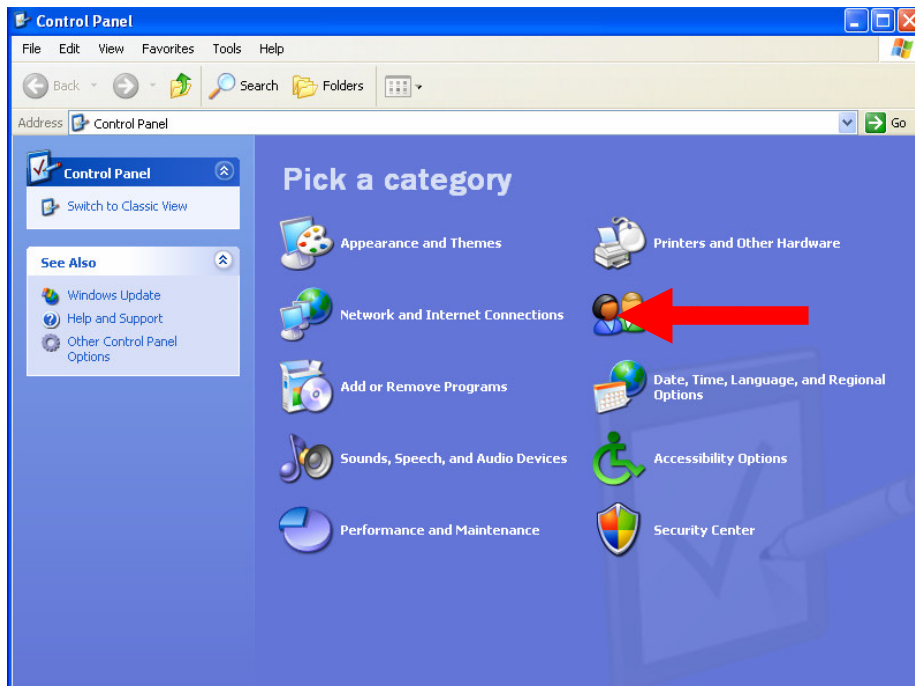 Control Panel
File Edit View Favorites Tools Help
Back Search Folders
Address Control Panel Go
Control Panel
Switch to Classic View
See Also
Windows Update
Help and Support
Other Control Panel
Options
Pick a category
Appearance and Themes
Printers and Other Hardware
Network and Internet Connections
Add or Remove Programs
Date, Time, Language, and Regional
Options
Sounds, Speech, and Audio Devices
Accessibility Options
Performance and Maintenance
Security Center